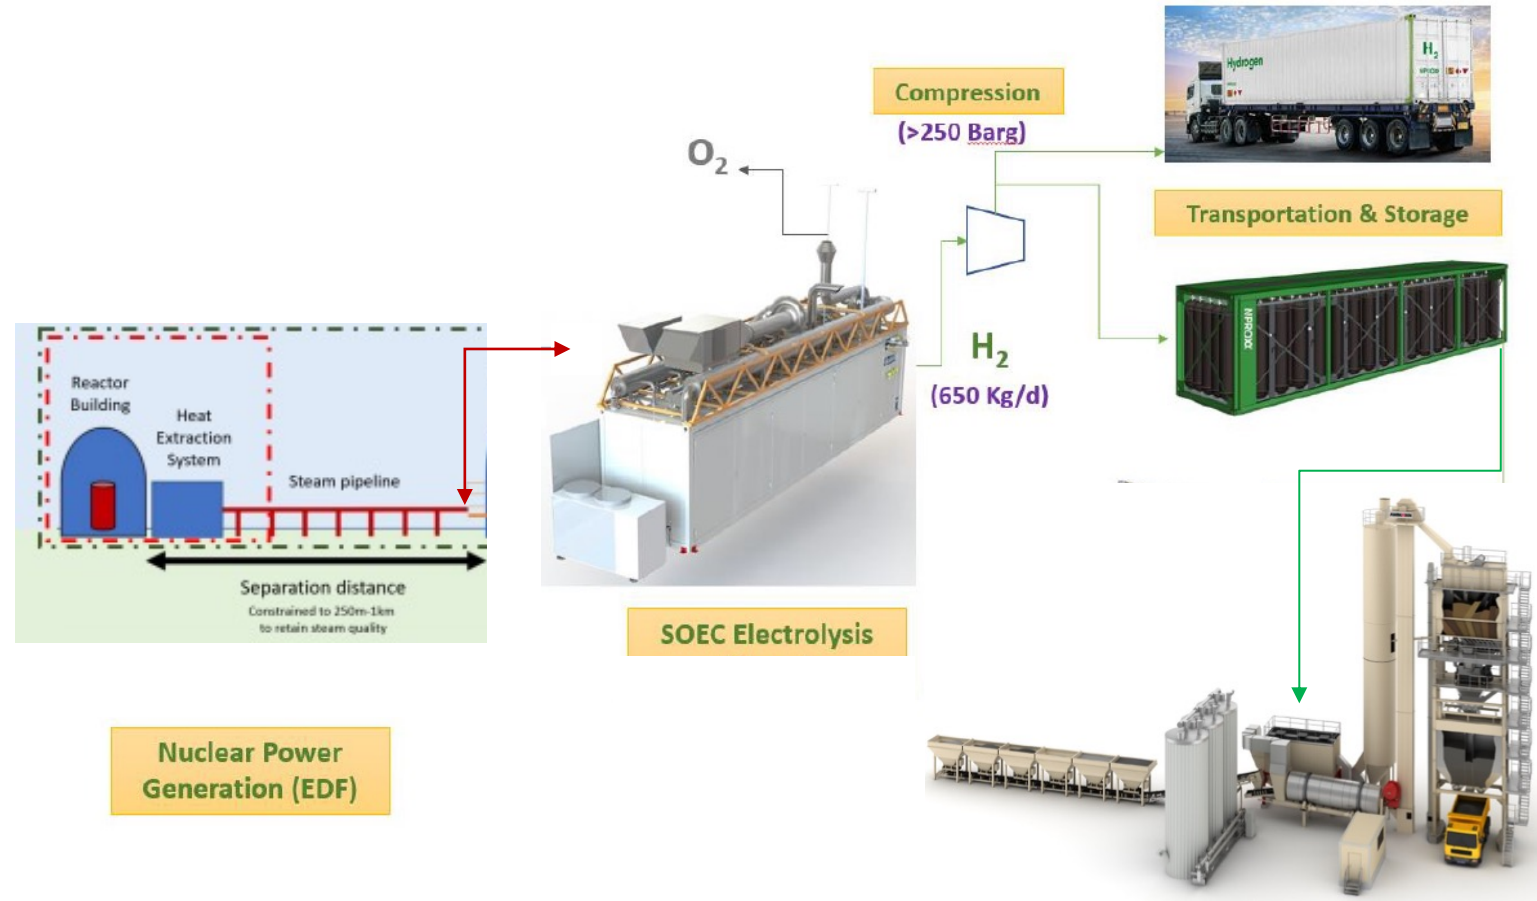 Compression
(>250 Barg)
O2
Hydrogen
H2
Transportation & Storage
NPROXX
H2
(650 Kg/d)
Reactor
Building
Heat
Extraction
System
Steam pipeline
Separation distance
Constrained to 250m-1km
to retain steam quality
SOEC Electrolysis
Nuclear Power
Generation (EDF)